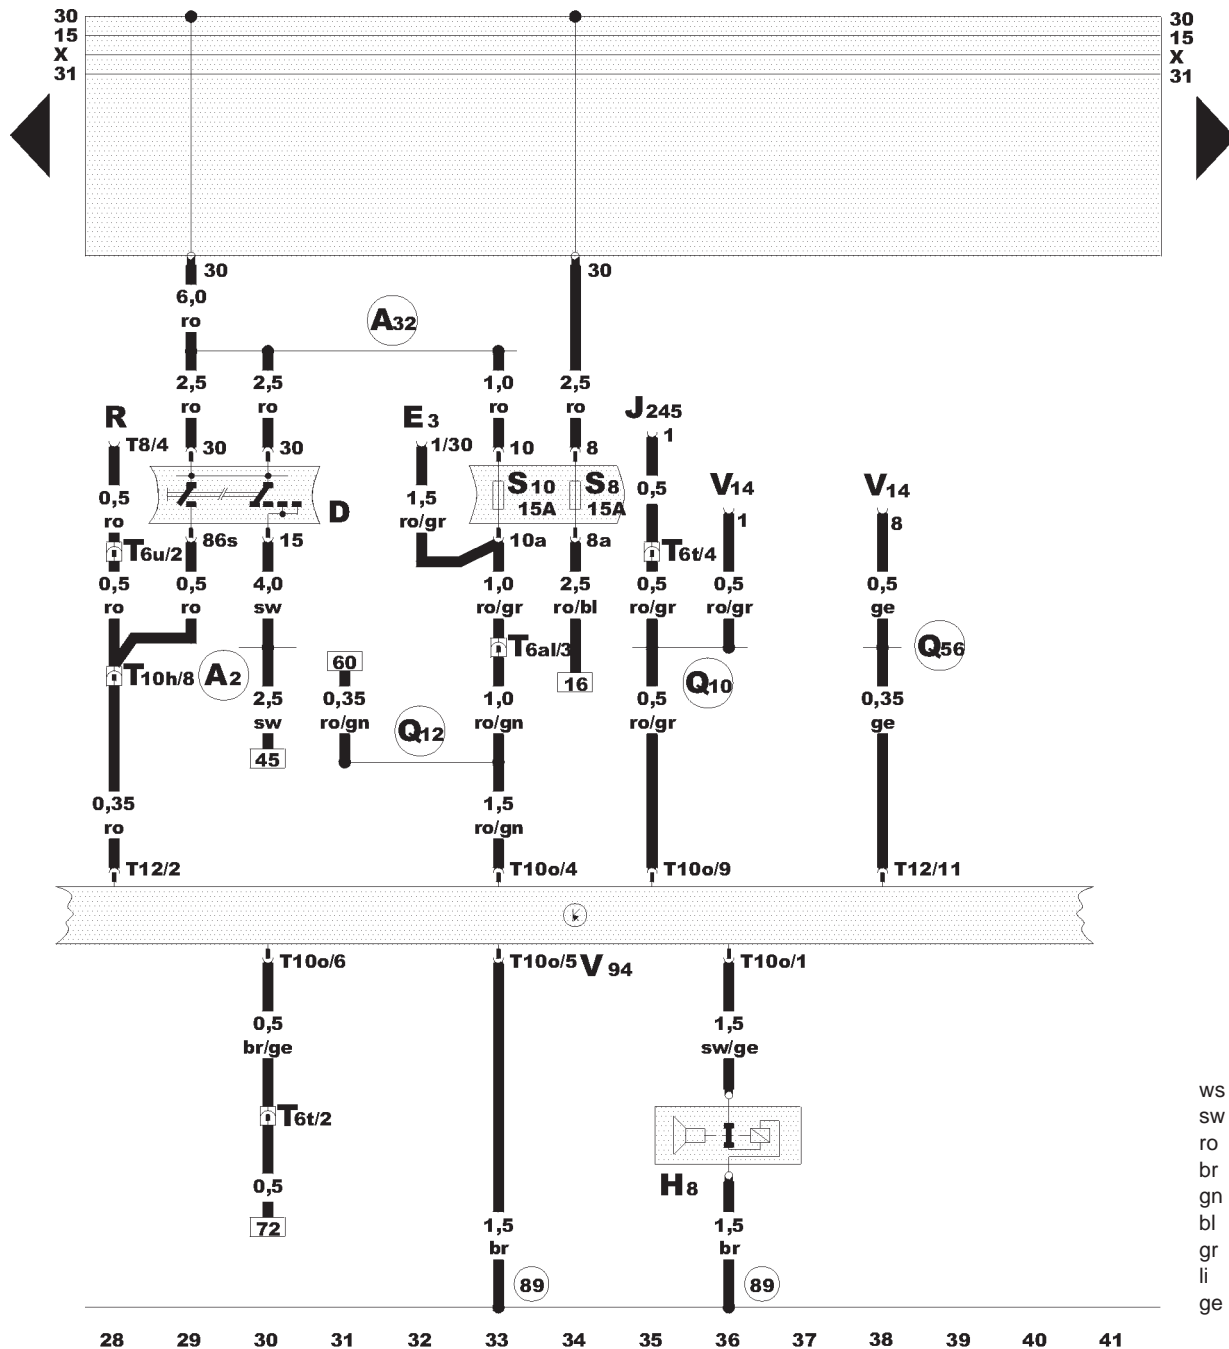 30 30
15 15
X X
31 31
30 30
6,0
ro
A32
2,5 2,5 1,0 2,5
ro ro ro ro
J245
R E3
T8/4 30 30 1/30 10 8 1
S10 S8 V14 V14
0,5 1,5 15A 15A 0,5 1 8
ro D ro/gr
T6u/2 86s 15 10a 8a T6t/4
0,5 0,5 4,0 1,0 2,5 0,5 0,5 0,5
ro ro sw ro/gr ro/bl ro/gr ro/gr ge
T6al/3 Q56
T10h/8 A2 60 16 Q10
2,5 0,35 1,0 0,5 0,35
sw ro/gn Q12 ro/gn ro/gr ge
45
0,35 1,5
ro ro/gn
T12/2 T10o/4 T10o/9 T12/11
K
T10o/6 T10o/5 V94 T10o/1
0,5 1,5
br/ge sw/ge
ws
T6t/2 sw
ro
br
0,5 H8 gn
72 1,5 1,5 bl
br br gr
89 89 li
ge
28 29 30 31 32 33 34 35 36 37 38 39 40 41